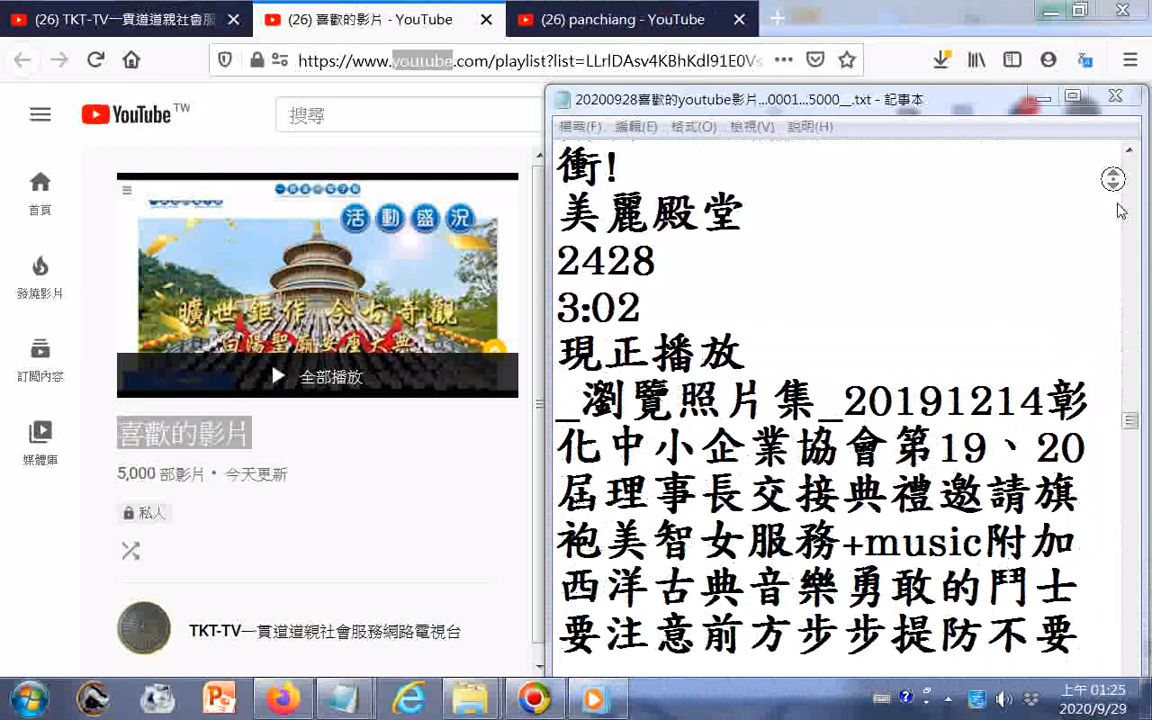 (26) TKT-TV一貫道道親社會服
(26) 喜歡的影片 - YouTube
(26) panchiang - YouTube
https://www.youtube.com/playlist?list=LLrlDAsv4KBhKdl91E0Vs
YouTube TW
搜尋
首頁
發燒影片
訂閱內容
媒體庫
活動盛況
曠世鉅作 今古奇觀
全部播放
喜歡的影片
5,000 部影片 • 今天更新
私人
TKT-TV一貫道道親社會服務網路電視台
20200928喜歡的youtube影片...0001...5000__.txt - 記事本
檔案(F) 編輯(E) 格式(O) 檢視(V) 說明(H)
衝!
美麗殿堂
2428
3:02
現正播放
_瀏覽照片集_20191214彰
化中小企業協會第19、20
屆理事長交接典禮邀請旗
袍美智女服務+music附加
西洋古典音樂勇敢的鬥士
要注意前方步步提防不要
上午 01:25
2020/9/29